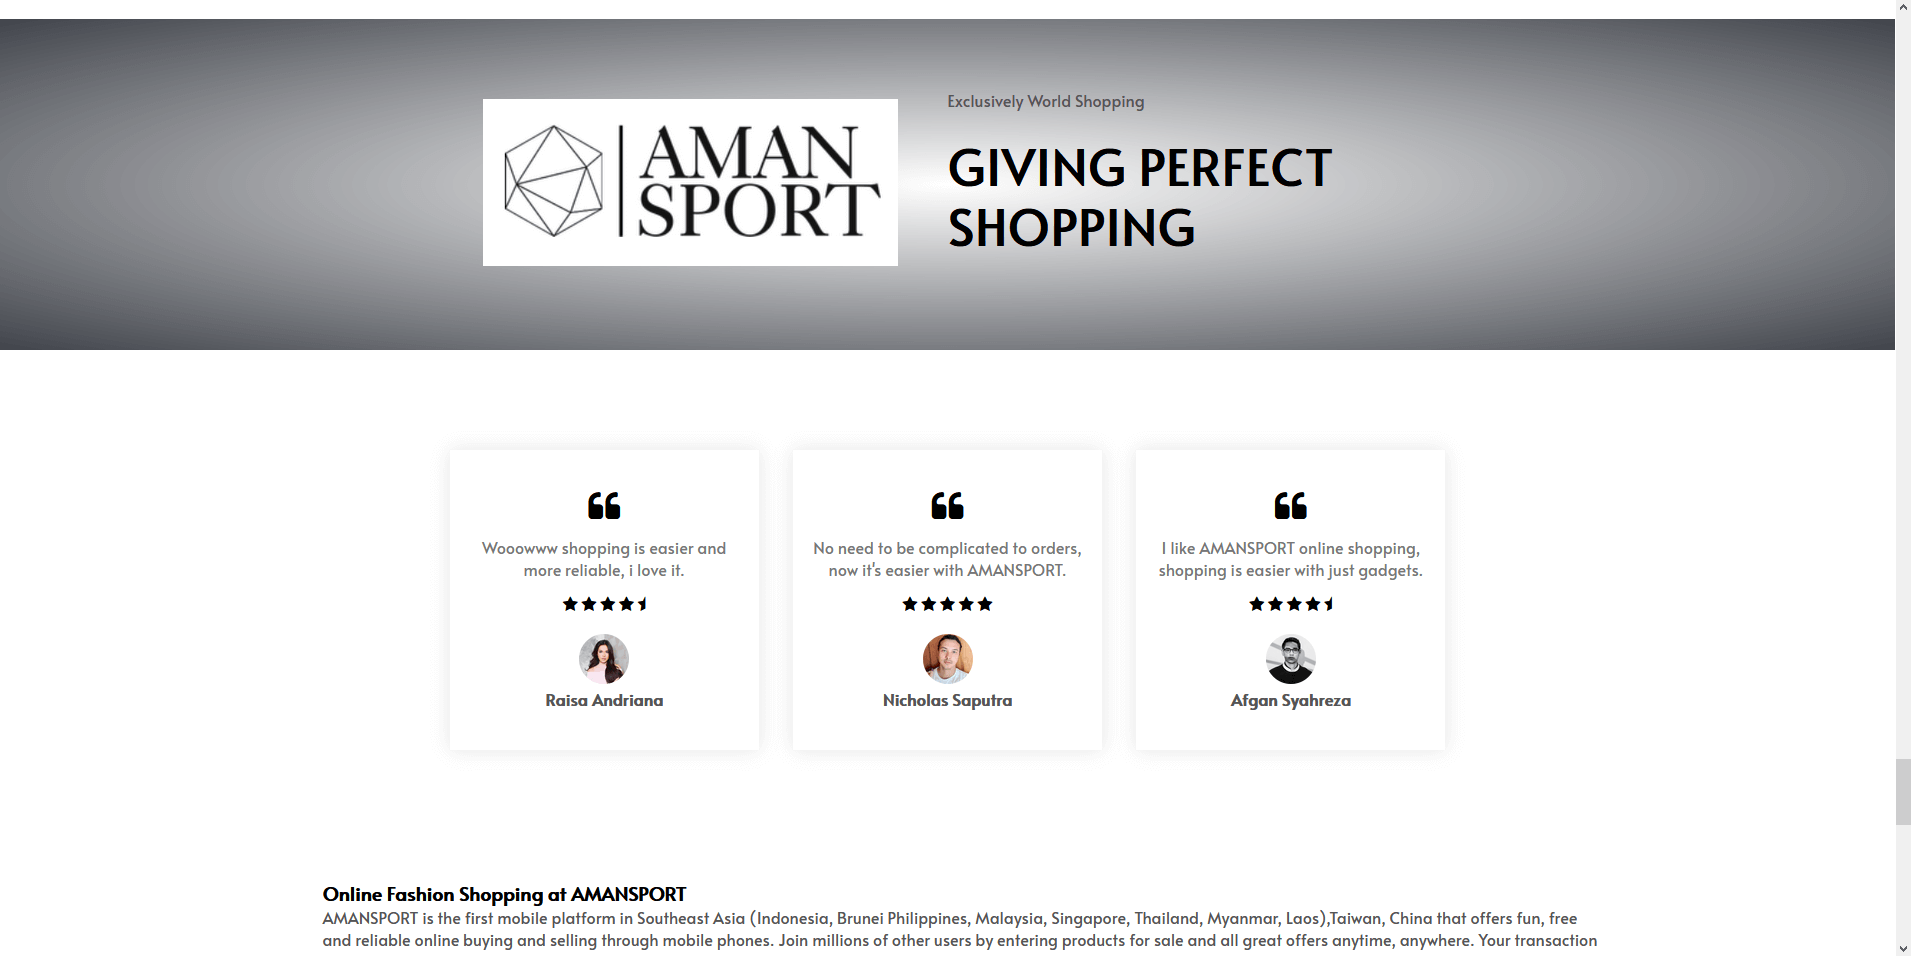 AMAN
SPORT
Exclusively World Shopping
GIVING PERFECT
SHOPPING
Wooowww shopping is easier and
more reliable, i love it.
Raisa Andriana
No need to be complicated to orders,
now it's easier with AMANSPORT.
Nicholas Saputra
I like AMANSPORT online shopping,
shopping is easier with just gadgets.
Afgan Syahreza
Online Fashion Shopping at AMANSPORT
AMANSPORT is the first mobile platform in Southeast Asia (Indonesia, Brunei Philippines, Malaysia, Singapore, Thailand, Myanmar, Laos),Taiwan, China that offers fun, free
and reliable online buying and selling through mobile phones. Join millions of other users by entering products for sale and all great offers anytime, anywhere. Your transaction